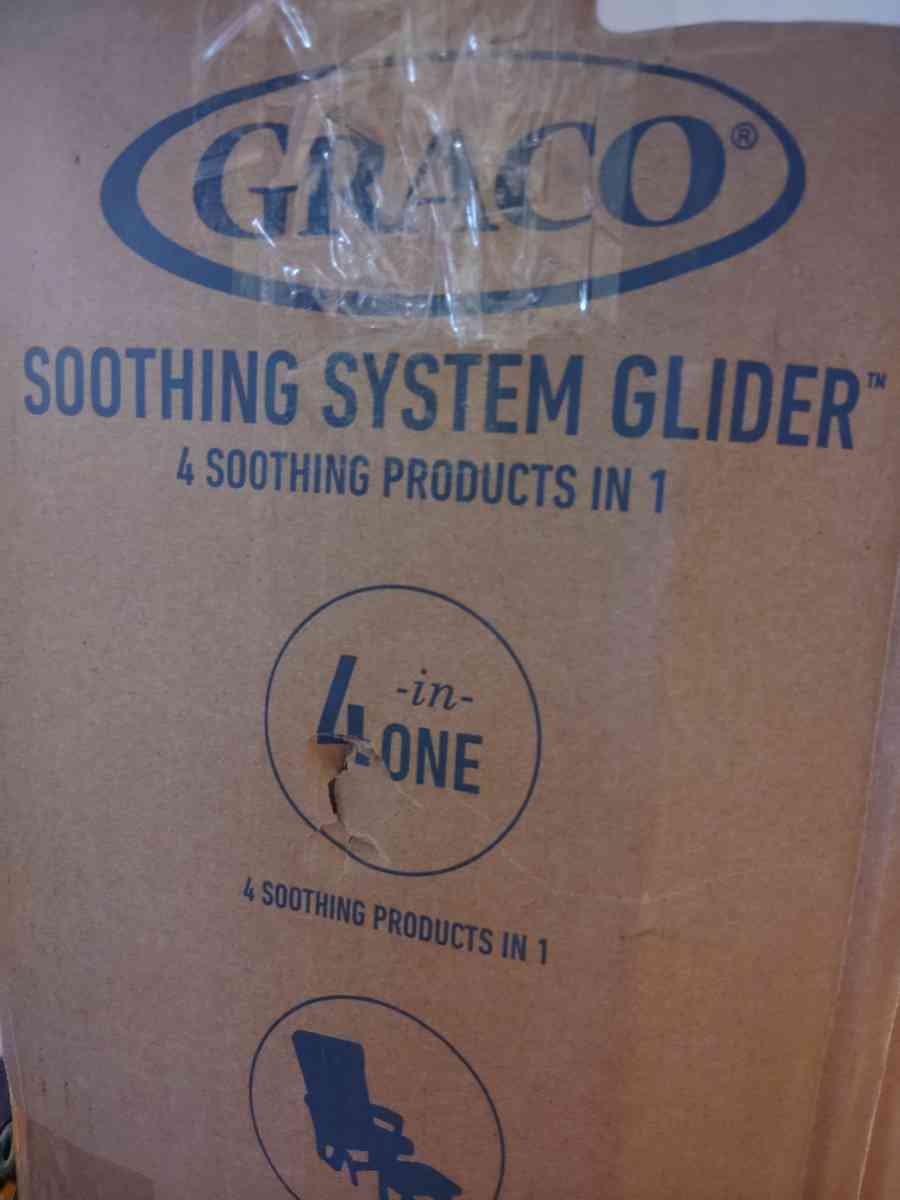 GRACO®
SOOTHING SYSTEM GLIDER™
4 SOOTHING PRODUCTS IN 1
4 -in-
ONE
4 SOOTHING PRODUCTS IN 1